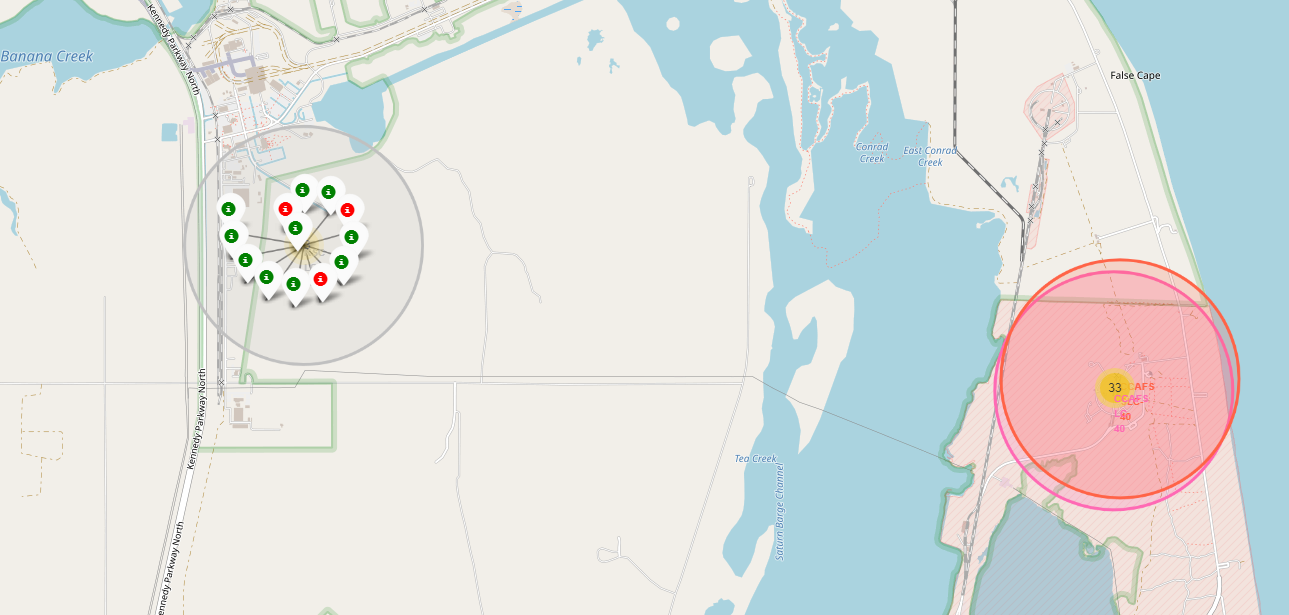 Kennedy Parkway North
Banana Creek
False Cape
Conrad
Creek
East Conrad
Creek
33
CCAFS
LC-
40
CCAFS
LC-
40
Kennedy Parkway North
Tea Creek
Saturn Barge Channel
Kennedy Parkway North